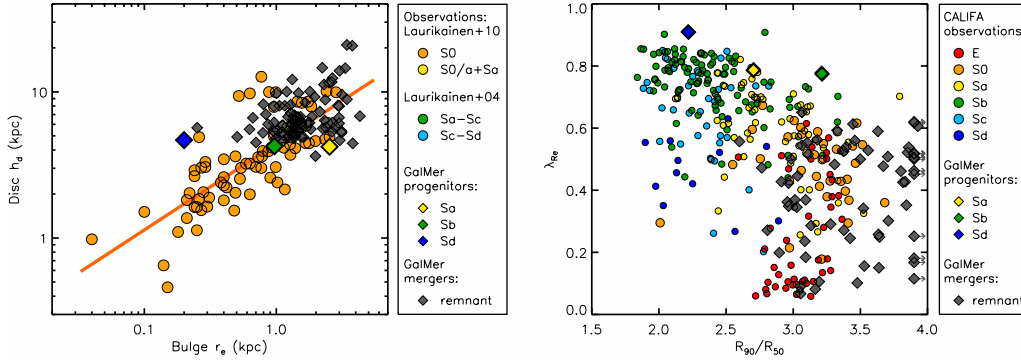 Disc h_d (kpc)
10
1
0.1
1.0
Bulge r_e (kpc)
Observations:
Laurikainen+10
S0
S0/a+Sa
Laurikainen+04
Sa-Sc
Sc-Sd
GalMer
progenitors:
Sa
Sb
Sd
GalMer
mergers:
remnant
λ_Re
1.0
0.8
0.6
0.4
0.2
0.0
1.5
2.0
2.5
3.0
3.5
4.0
R_90/R_50
CALIFA
observations:
E
S0
Sa
Sb
Sc
Sd
GalMer
progenitors:
Sa
Sb
Sd
GalMer
mergers:
remnant